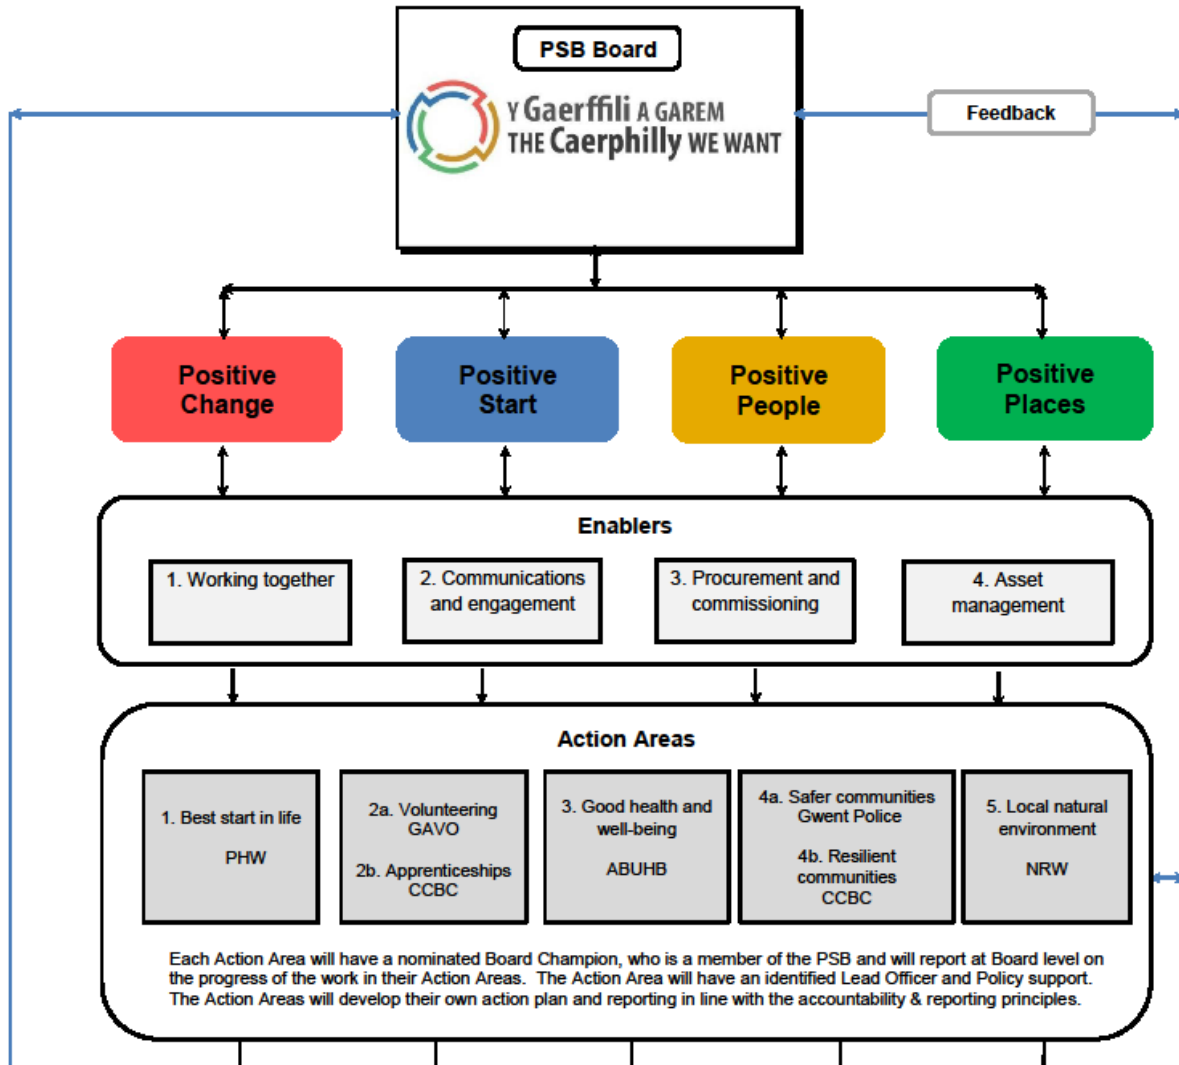 PSB Board
Y Gaerffili A GAREM
THE Caerphilly WE WANT
Feedback
Positive
Change
Positive
Start
Positive
People
Positive
Places
Enablers
1. Working together
2. Communications
and engagement
3. Procurement and
commissioning
4. Asset
management
Action Areas
1. Best start in life
PHW
2a. Volunteering
GAVO
2b. Apprenticeships
CCBC
3. Good health and
well-being
ABUHB
4a. Safer communities
Gwent Police
4b. Resilient
communities
CCBC
5. Local natural
environment
NRW
Each Action Area will have a nominated Board Champion, who is a member of the PSB and will report at Board level on
the progress of the work in their Action Areas.  The Action Area will have an identified Lead Officer and Policy support.
The Action Areas will develop their own action plan and reporting in line with the accountability & reporting principles.